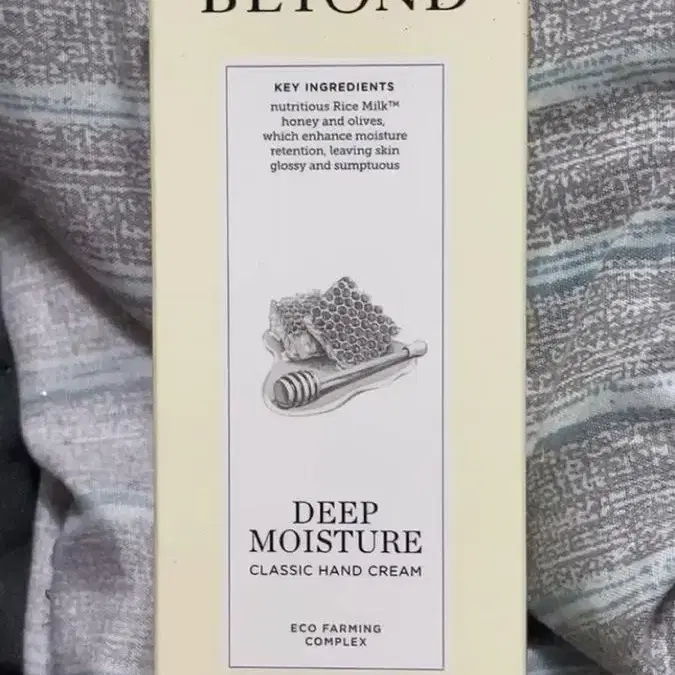 BEYOND
KEY INGREDIENTS
nutritious Rice Milk™
honey and olives,
which enhance moisture
retention, leaving skin
glossy and sumptuous
DEEP
MOISTURE
CLASSIC HAND CREAM
ECO FARMING
COMPLEX